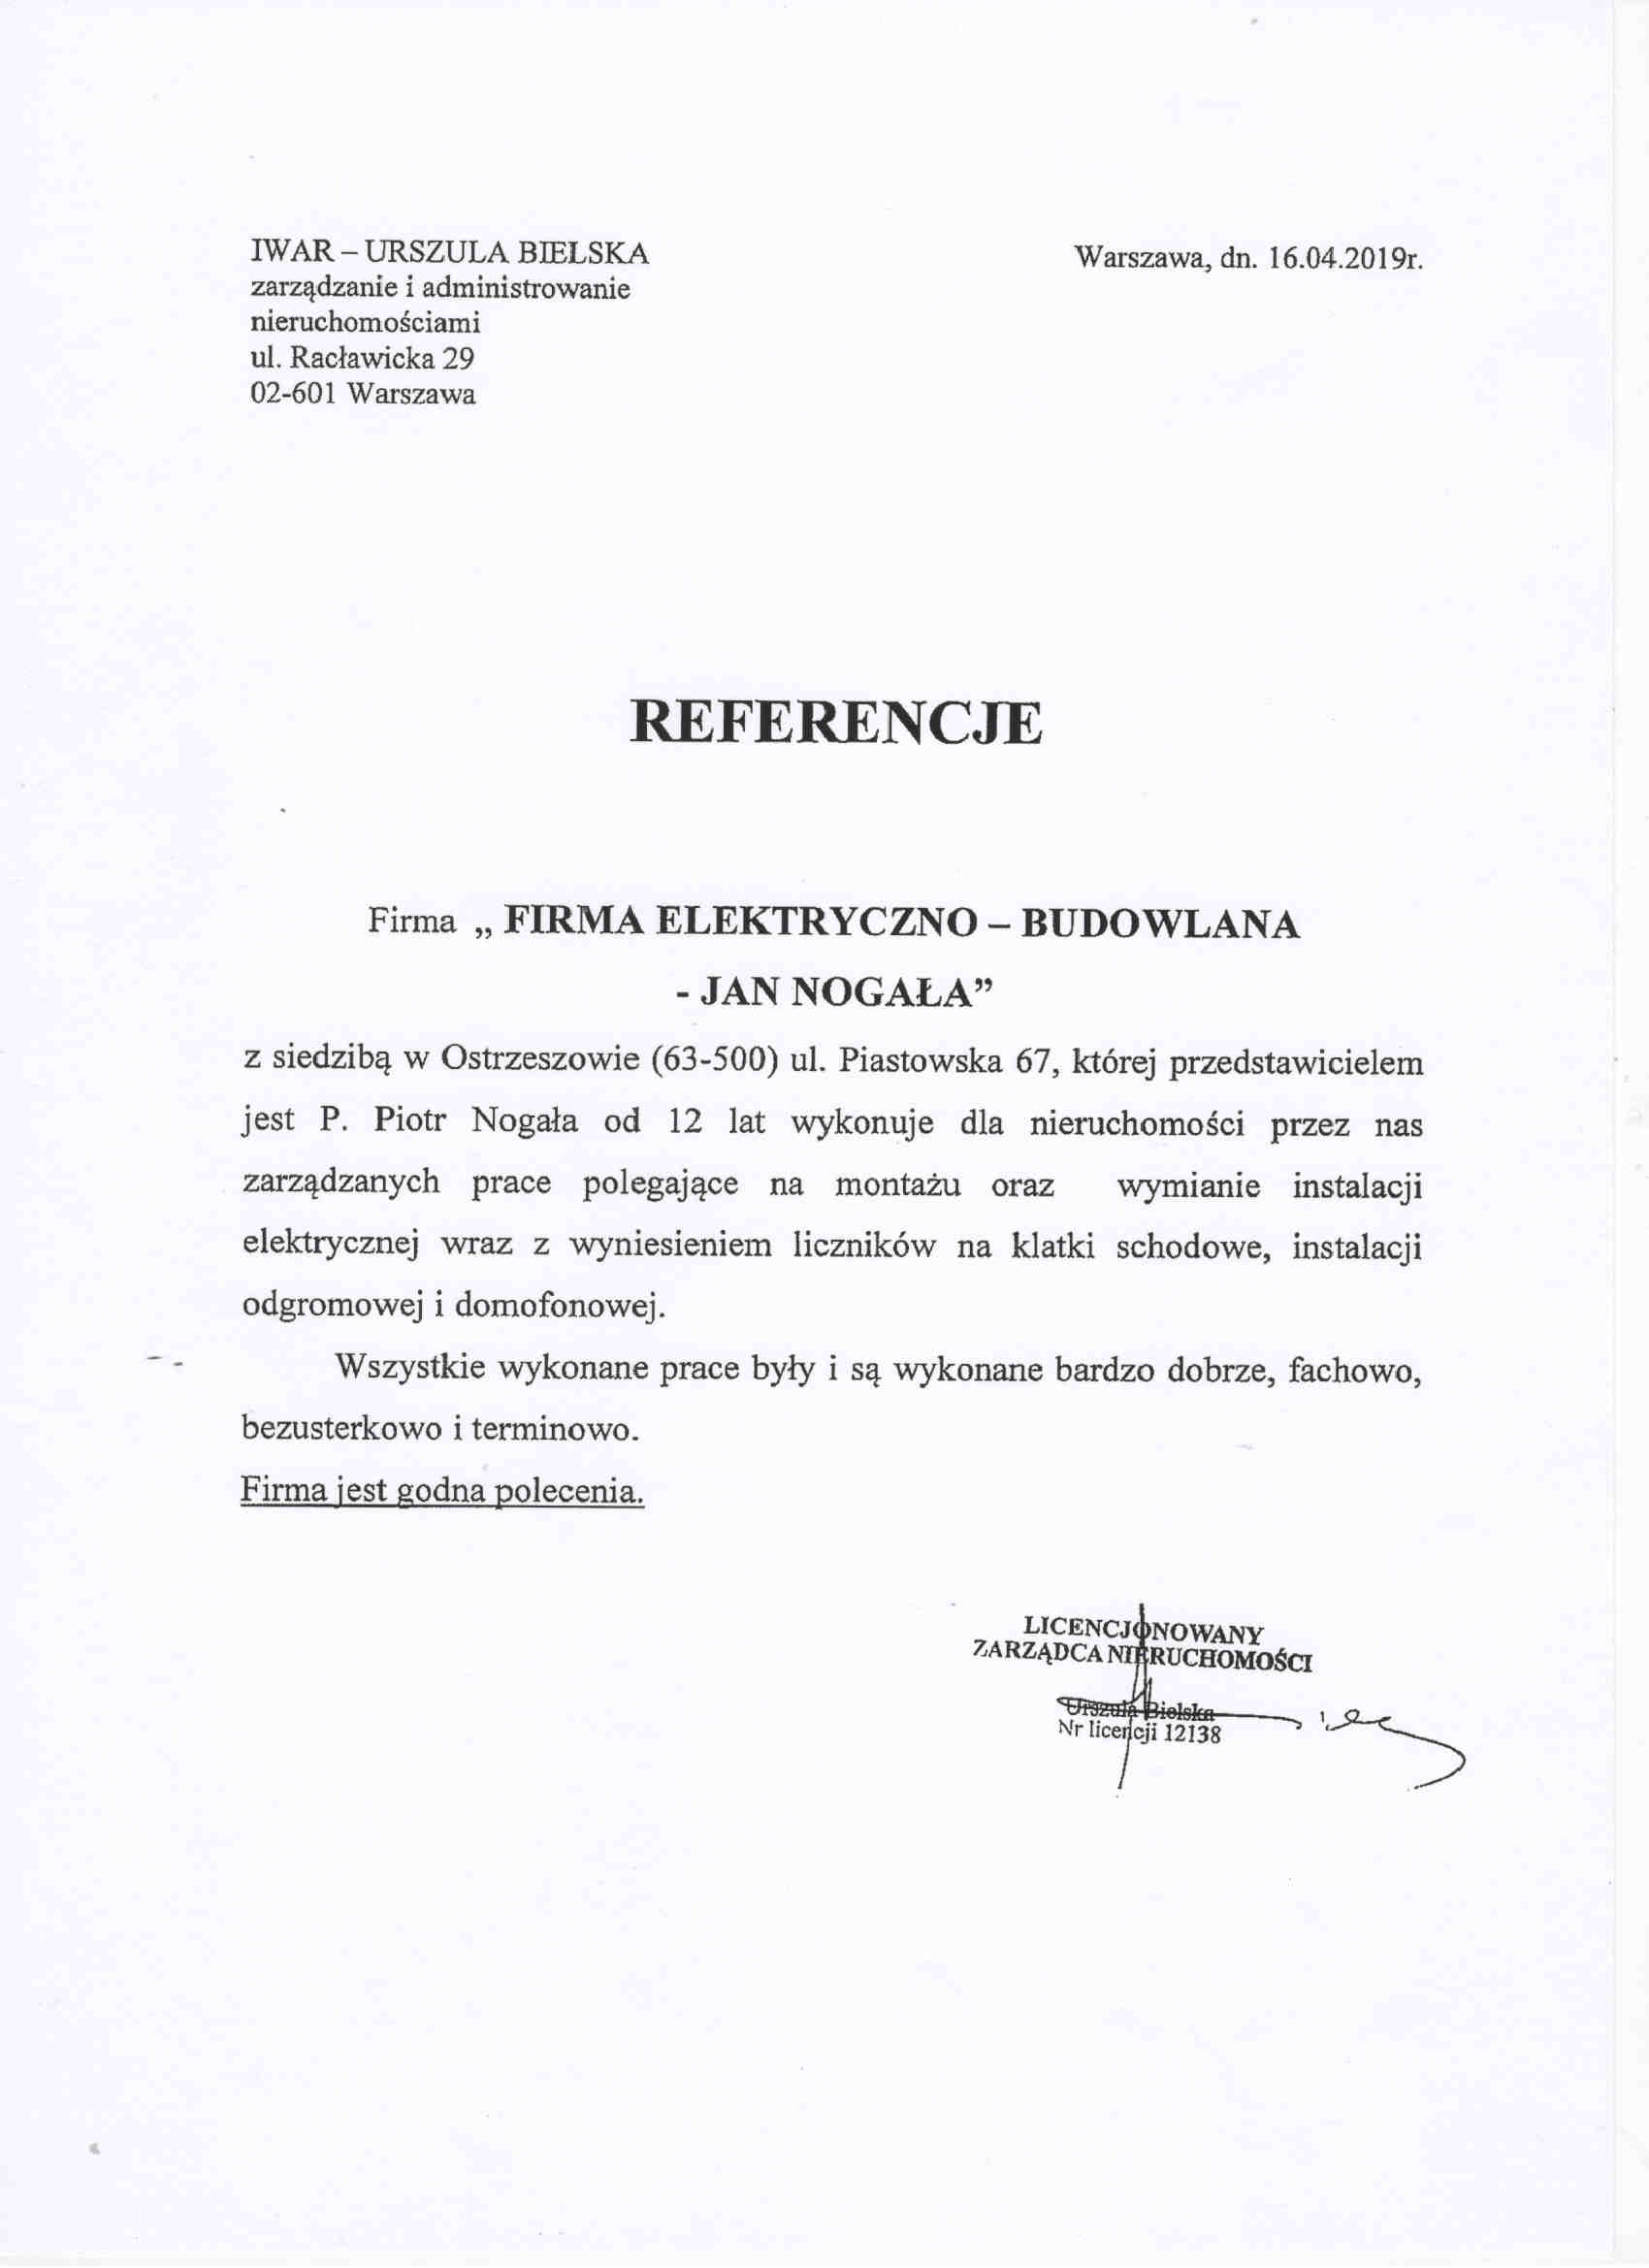 IWAR – URSZULA BIELSKA
zarządzanie i administrowanie
nieruchomościami
ul. Racławicka 29
02-601 Warszawa
Warszawa, dn. 16.04.2019r.
REFERENCJE
Firma „ FIRMA ELEKTRYCZNO – BUDOWLANA
- JAN NOGAŁA”
z siedzibą w Ostrzeszowie (63-500) ul. Piastowska 67, której przedstawicielem
jest P. Piotr Nogała od 12 lat wykonuje dla nieruchomości przez nas
zarządzanych prace polegające na montażu oraz wymianie instalacji
elektrycznej wraz z wyniesieniem liczników na klatki schodowe, instalacji
odgromowej i domofonowej.
Wszystkie wykonane prace były i są wykonane bardzo dobrze, fachowo,
bezusterkowo i terminowo.
Firma jest godna polecenia.
LICENCJONOWANY
ZARZĄDCA NIERUCHOMOŚCI
Urszula Bielska
Nr licencji 12138